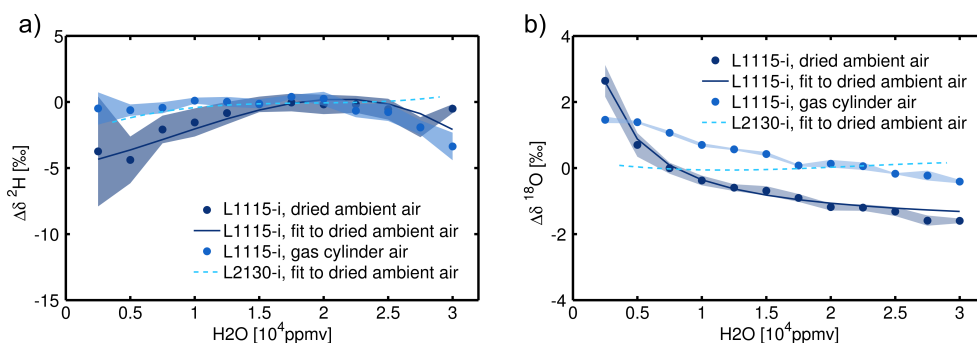 a)
5
0
-5
-10
-15
Δδ ²H [‰]
L1115-i, dried ambient air
L1115-i, fit to dried ambient air
L1115-i, gas cylinder air
L2130-i, fit to dried ambient air
0 0.5 1 1.5 2 2.5 3
H2O [10⁴ppmv]
b)
4
2
0
-2
-4
Δδ ¹⁸O [‰]
L1115-i, dried ambient air
L1115-i, fit to dried ambient air
L1115-i, gas cylinder air
L2130-i, fit to dried ambient air
0 0.5 1 1.5 2 2.5 3
H2O [10⁴ppmv]